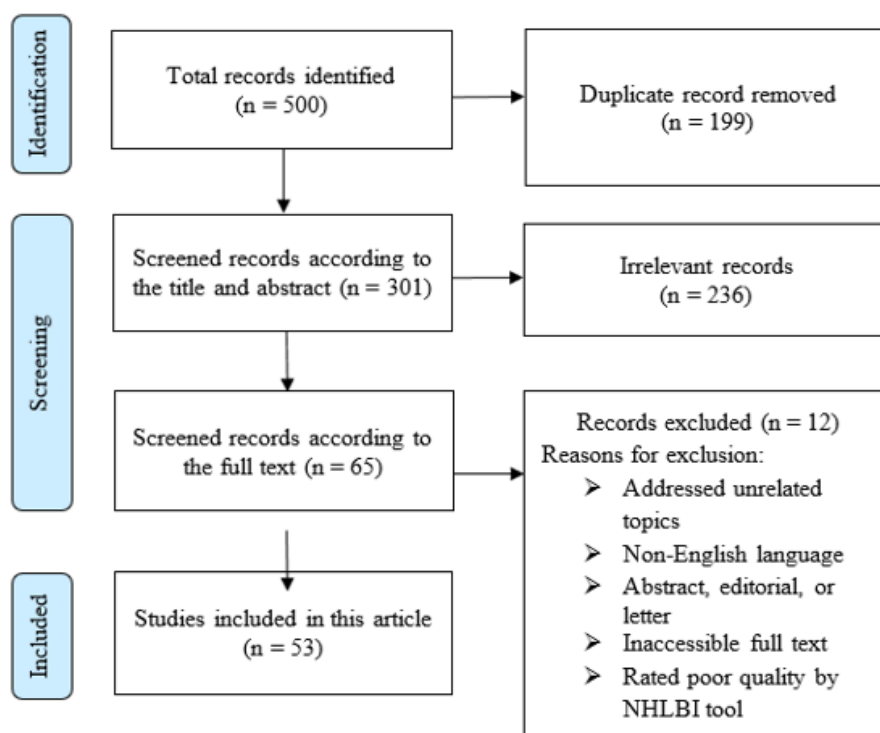 Identification
Total records identified
(n = 500)
Duplicate record removed
(n = 199)
Screening
Screened records according to
the title and abstract (n = 301)
Irrelevant records
(n = 236)
Screened records according to
the full text (n = 65)
Records excluded (n = 12)
Reasons for exclusion:
➢ Addressed unrelated
topics
➢ Non-English language
➢ Abstract, editorial, or
letter
➢ Inaccessible full text
➢ Rated poor quality by
NHLBI tool
Included
Studies included in this article
(n = 53)